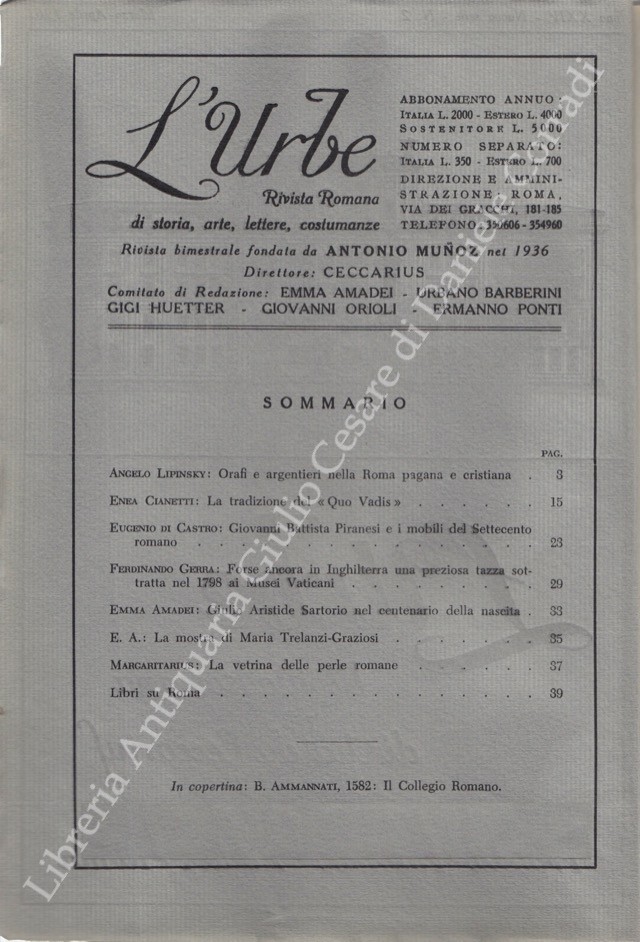 L'Urbe
Rivista Romana
di storia, arte, lettere, costumanze
ABBONAMENTO ANNUO:
ITALIA L. 2000 - ESTERO L. 4000
SOSTENITORE L. 5000
NUMERO SEPARATO:
ITALIA L. 350 - ESTERO L. 700
DIREZIONE E AMMINI-
STRAZIONE: ROMA,
VIA DEI GRACCHI, 181-185
TELEFONO: 350606 - 354960
Rivista bimestrale fondata da ANTONIO MUÑOZ nel 1936
Direttore: CECCARIUS
Comitato di Redazione: EMMA AMADEI - URBANO BARBERINI
GIGI HUETTER - GIOVANNI ORIOLI - ERMANNO PONTI
SOMMARIO
PAG.
ANGELO LIPINSKY: Orafi e argentieri nella Roma pagana e cristiana . 3
ENEA CIANETTI: La tradizione del « Quo Vadis » . . . . . . 15
EUGENIO DI CASTRO: Giovanni Battista Piranesi e i mobili del Settecento
romano . . . . . . . . . . . . . . . . . 23
FERDINANDO GERRA: Forse ancora in Inghilterra una preziosa tazza sot-
tratta nel 1798 ai Musei Vaticani . . . . . . . . . . 29
EMMA AMADEI: Giulio Aristide Sartorio nel centenario della nascita . 33
E. A.: La mostra di Maria Trelanzi-Graziosi . . . . . . . 35
MARGARITARIUS: La vetrina delle perle romane . . . . . . 37
Libri su Roma . . . . . . . . . . . . . . . . 39
In copertina: B. AMMANNATI, 1582: Il Collegio Romano.
Libreria Antiquaria Giulio Cesare di Daniele Corradi